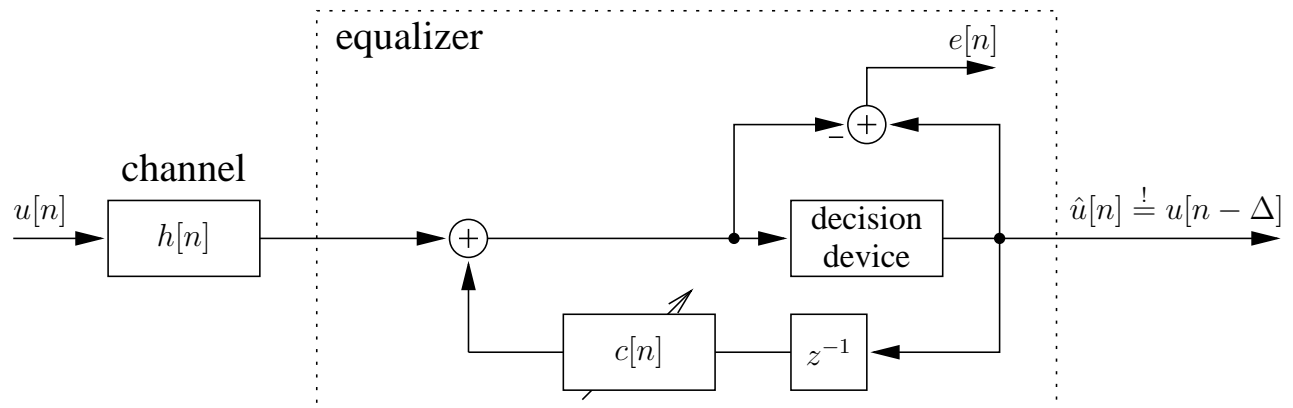 equalizer
e[n]
−
+
channel
u[n]
h[n]
+
decision
device
û[n] =! u[n − Δ]
c[n]
z⁻¹